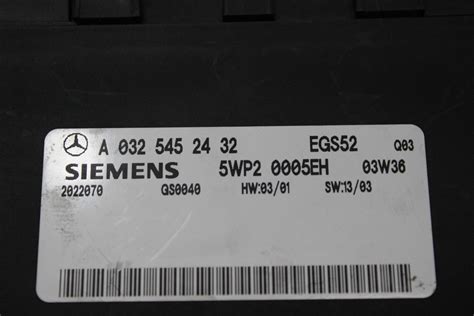 A 032 545 24 32 EGS52 Q03
SIEMENS 5WP2 0005EH 03W36
2022070 QS0040 HW:03/01 SW:13/03